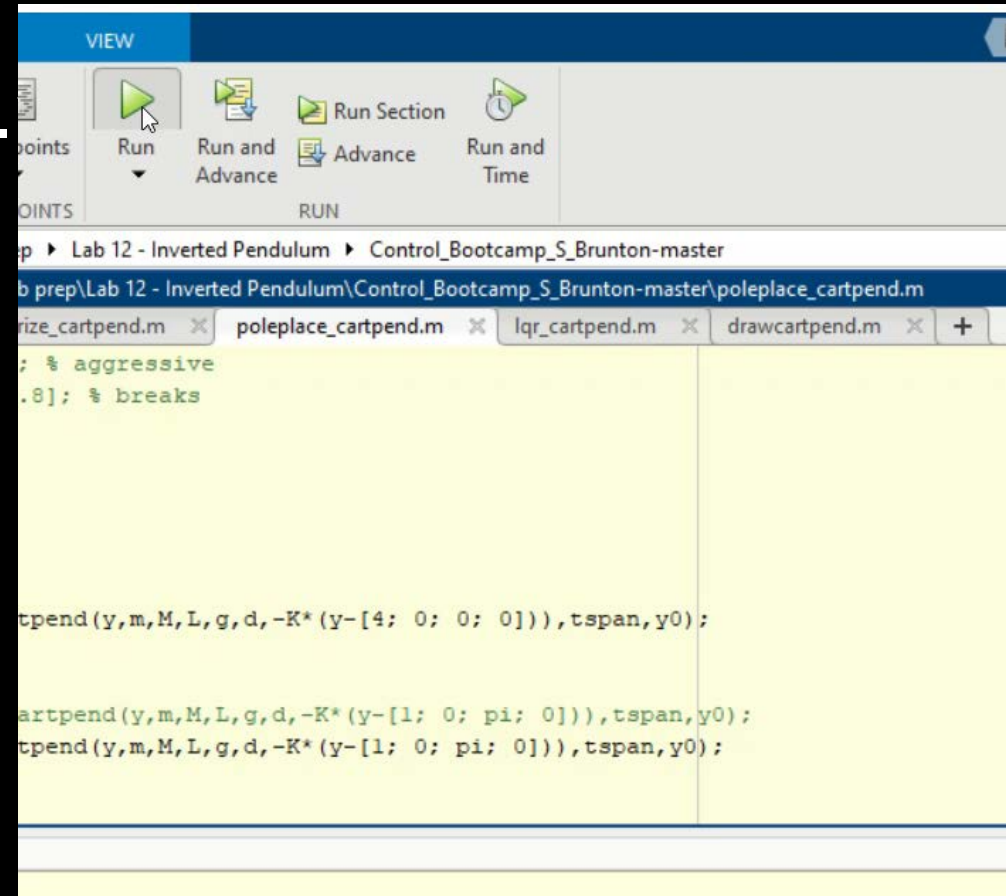 VIEW
points Run Run and Advance Run Section Advance Run and Time
OINTS RUN
ep ▸ Lab 12 - Inverted Pendulum ▸ Control_Bootcamp_S_Brunton-master
b prep\Lab 12 - Inverted Pendulum\Control_Bootcamp_S_Brunton-master\poleplace_cartpend.m
rize_cartpend.m poleplace_cartpend.m lqr_cartpend.m drawcartpend.m +
; % aggressive
.8]; % breaks
tpend(y,m,M,L,g,d,-K*(y-[4; 0; 0; 0])),tspan,y0);
artpend(y,m,M,L,g,d,-K*(y-[1; 0; pi; 0])),tspan,y0);
tpend(y,m,M,L,g,d,-K*(y-[1; 0; pi; 0])),tspan,y0);